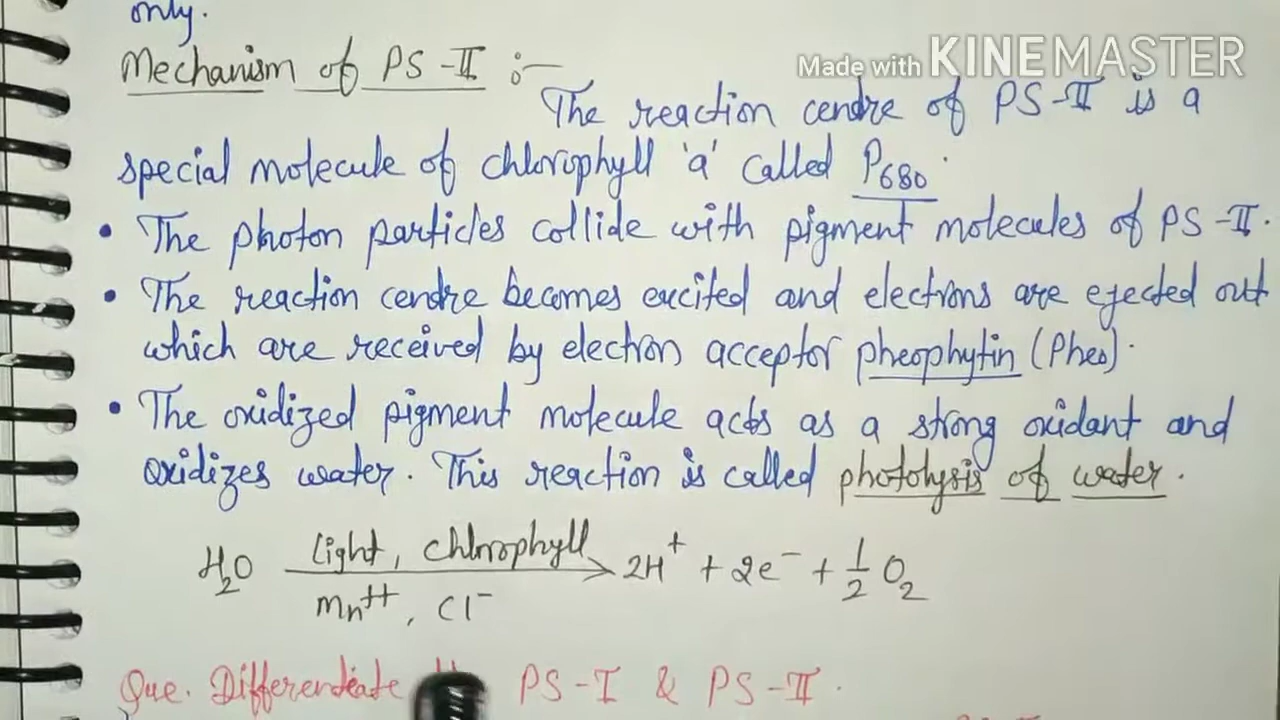 only.
Made with KINEMASTER
Mechanism of PS-II :-
The reaction centre of PS-II is a
special molecule of chlorophyll 'a' called P680.
• The photon particles collide with pigment molecules of PS-II.
• The reaction centre becomes excited and electrons are ejected out
which are received by electron acceptor pheophytin (Pheo).
• The oxidized pigment molecule acts as a strong oxidant and
oxidizes water. This reaction is called photolysis of water.
Light, chlorophyll
H2O → 2H+ + 2e- + 1/2 O2
Mn++, Cl-
Que. Differentiate PS-I & PS-II.